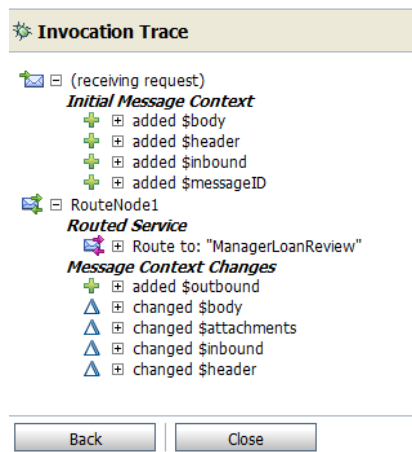 Invocation Trace
(receiving request)
Initial Message Context
added $body
added $header
added $inbound
added $messageID
RouteNode1
Routed Service
Route to: "ManagerLoanReview"
Message Context Changes
added $outbound
changed $body
changed $attachments
changed $inbound
changed $header
Back
Close